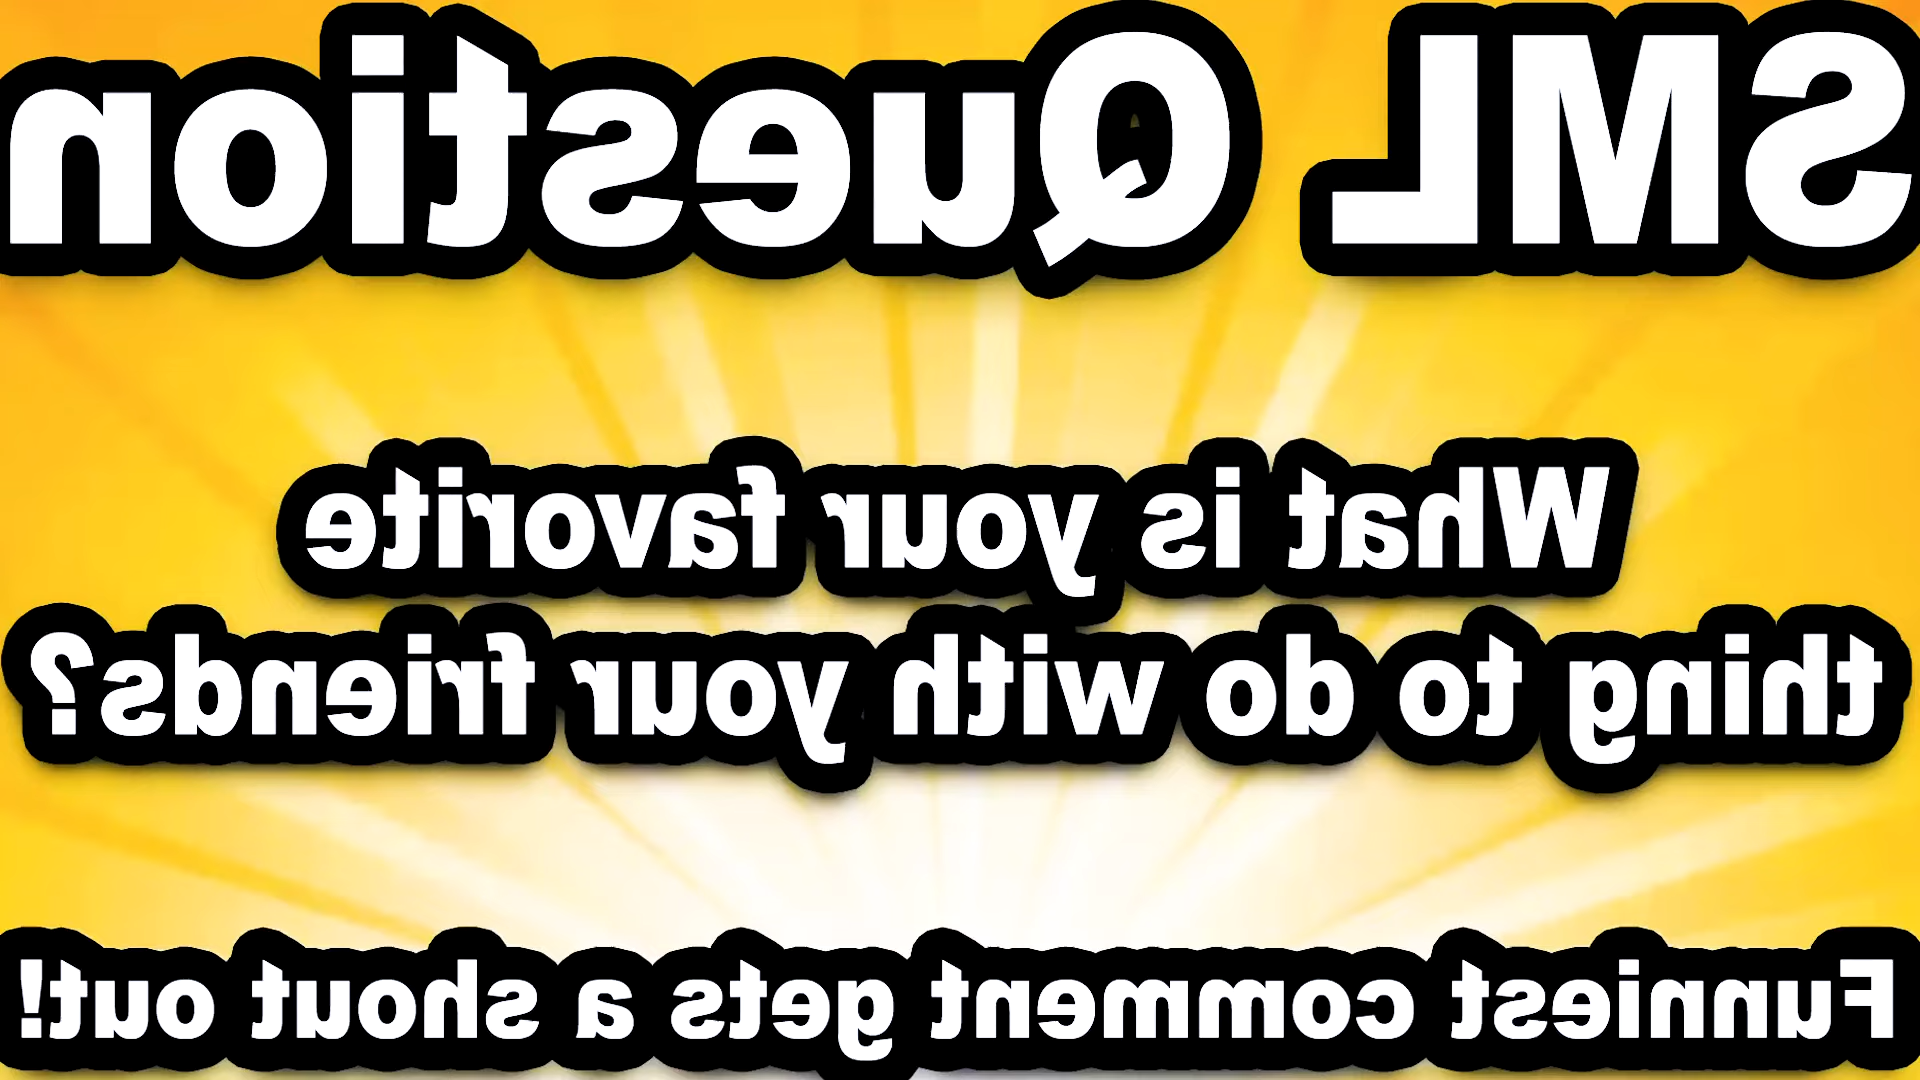 SML Question
What is your favorite
thing to do with your friends?
Funniest comment gets a shout out!